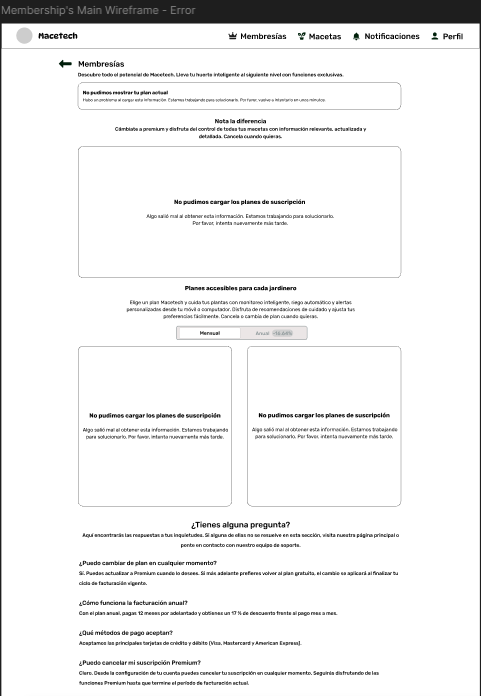 Membership's Main Wireframe - Error
Macetech
Membresías
Macetas
Notificaciones
Perfil
Membresías
Descubre todo el potencial de Macetech. Lleva tu huerto inteligente al siguiente nivel con funciones exclusivas.
No pudimos mostrar tu plan actual
Hubo un problema al cargar esta información. Estamos trabajando para solucionarlo. Por favor, vuelve a intentarlo en unos minutos.
Nota la diferencia
Cámbiate a premium y disfruta del control de todas tus macetas con información relevante, actualizada y
detallada. Cancela cuando quieras.
No pudimos cargar los planes de suscripción
Algo salió mal al obtener esta información. Estamos trabajando para solucionarlo.
Por favor, intenta nuevamente más tarde.
Planes accesibles para cada jardinero
Elige un plan Macetech y cuida tus plantas con monitoreo inteligente, riego automático y alertas
personalizadas desde tu móvil o computador. Disfruta de recomendaciones de cuidado y ajusta tus
preferencias fácilmente. Cancela o cambia de plan cuando quieras.
Mensual
Anual
No pudimos cargar los planes de suscripción
Algo salió mal al obtener esta información. Estamos trabajando
para solucionarlo. Por favor, intenta nuevamente más tarde.
No pudimos cargar los planes de suscripción
Algo salió mal al obtener esta información. Estamos trabajando
para solucionarlo. Por favor, intenta nuevamente más tarde.
¿Tienes alguna pregunta?
Aquí encontrarás las respuestas a tus inquietudes. Si alguna de ellas no se resuelve en esta sección, visita nuestra página principal o
ponte en contacto con nuestro equipo de soporte.
¿Puedo cambiar de plan en cualquier momento?
Sí. Puedes actualizar a Premium cuando lo desees. Si más adelante prefieres volver al plan gratuito, el cambio se aplicará al finalizar tu
ciclo de facturación vigente.
¿Cómo funciona la facturación anual?
Con el plan anual, pagas 12 meses por adelantado y obtienes un 17 % de descuento frente al pago mes a mes.
¿Qué métodos de pago aceptan?
Aceptamos las principales tarjetas de crédito y débito (Visa, Mastercard y American Express).
¿Puedo cancelar mi suscripción Premium?
Claro. Desde la configuración de tu cuenta puedes cancelar tu suscripción en cualquier momento. Seguirás disfrutando de las
funciones Premium hasta que termine el período de facturación actual.